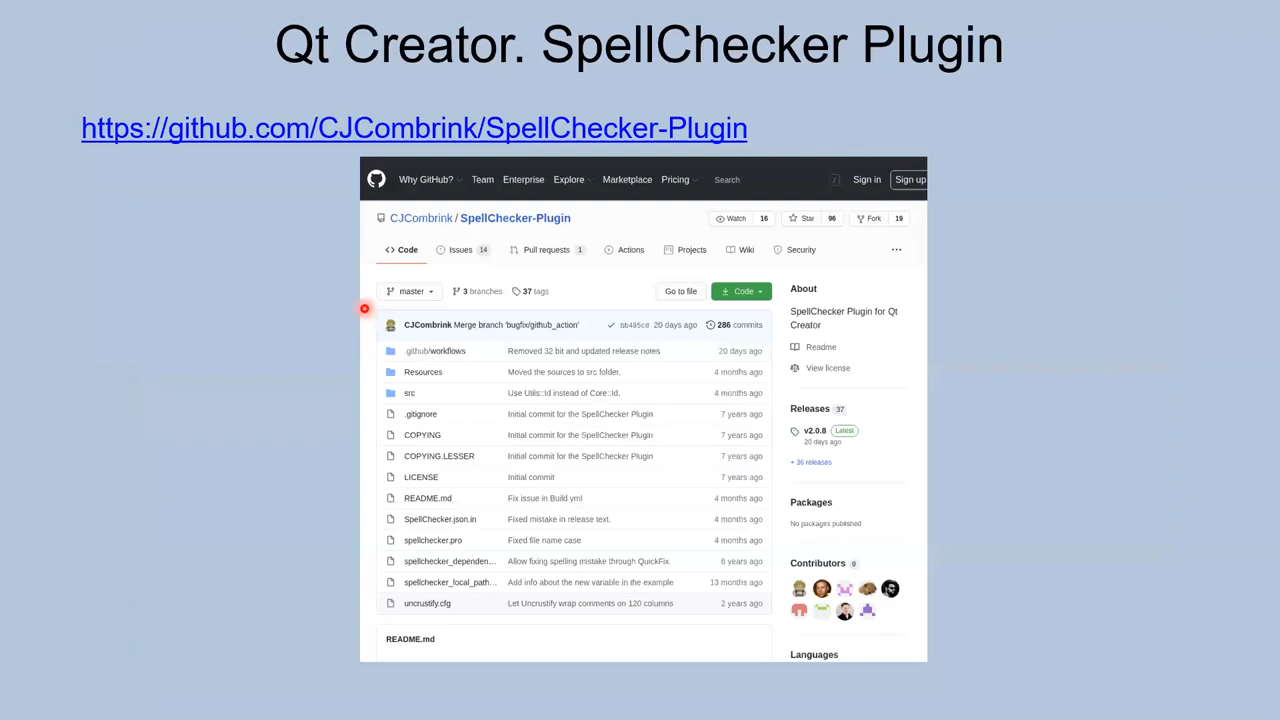 Qt Creator. SpellChecker Plugin
https://github.com/CJCombrink/SpellChecker-Plugin
Why GitHub? Team Enterprise Explore Marketplace Pricing Search / Sign in Sign up
CJCombrink / SpellChecker-Plugin Watch 16 Star 96 Fork 19
Code Issues 14 Pull requests 1 Actions Projects Wiki Security ...
master 3 branches 37 tags Go to file Code
CJCombrink Merge branch 'bugfix/github_action' bb485cd 20 days ago 286 commits
.github/workflows Removed 32 bit and updated release notes 20 days ago
Resources Moved the sources to src folder. 4 months ago
src Use Utils::Id instead of Core::Id. 4 months ago
.gitignore Initial commit for the SpellChecker Plugin 7 years ago
COPYING Initial commit for the SpellChecker Plugin 7 years ago
COPYING.LESSER Initial commit for the SpellChecker Plugin 7 years ago
LICENSE Initial commit 7 years ago
README.md Fix issue in Build.yml 4 months ago
SpellChecker.json.in Fixed mistake in release text. 4 months ago
spellchecker.pro Fixed file name case 4 months ago
spellchecker_dependen... Allow fixing spelling mistake through QuickFix. 6 years ago
spellchecker_local_path... Add info about the new variable in the example 13 months ago
uncrustify.cfg Let Uncrustify wrap comments on 120 columns 2 years ago
README.md
About
SpellChecker Plugin for Qt
Creator
Readme
View license
Releases 37
v2.0.8 Latest
20 days ago
+ 36 releases
Packages
No packages published
Contributors 9
Languages